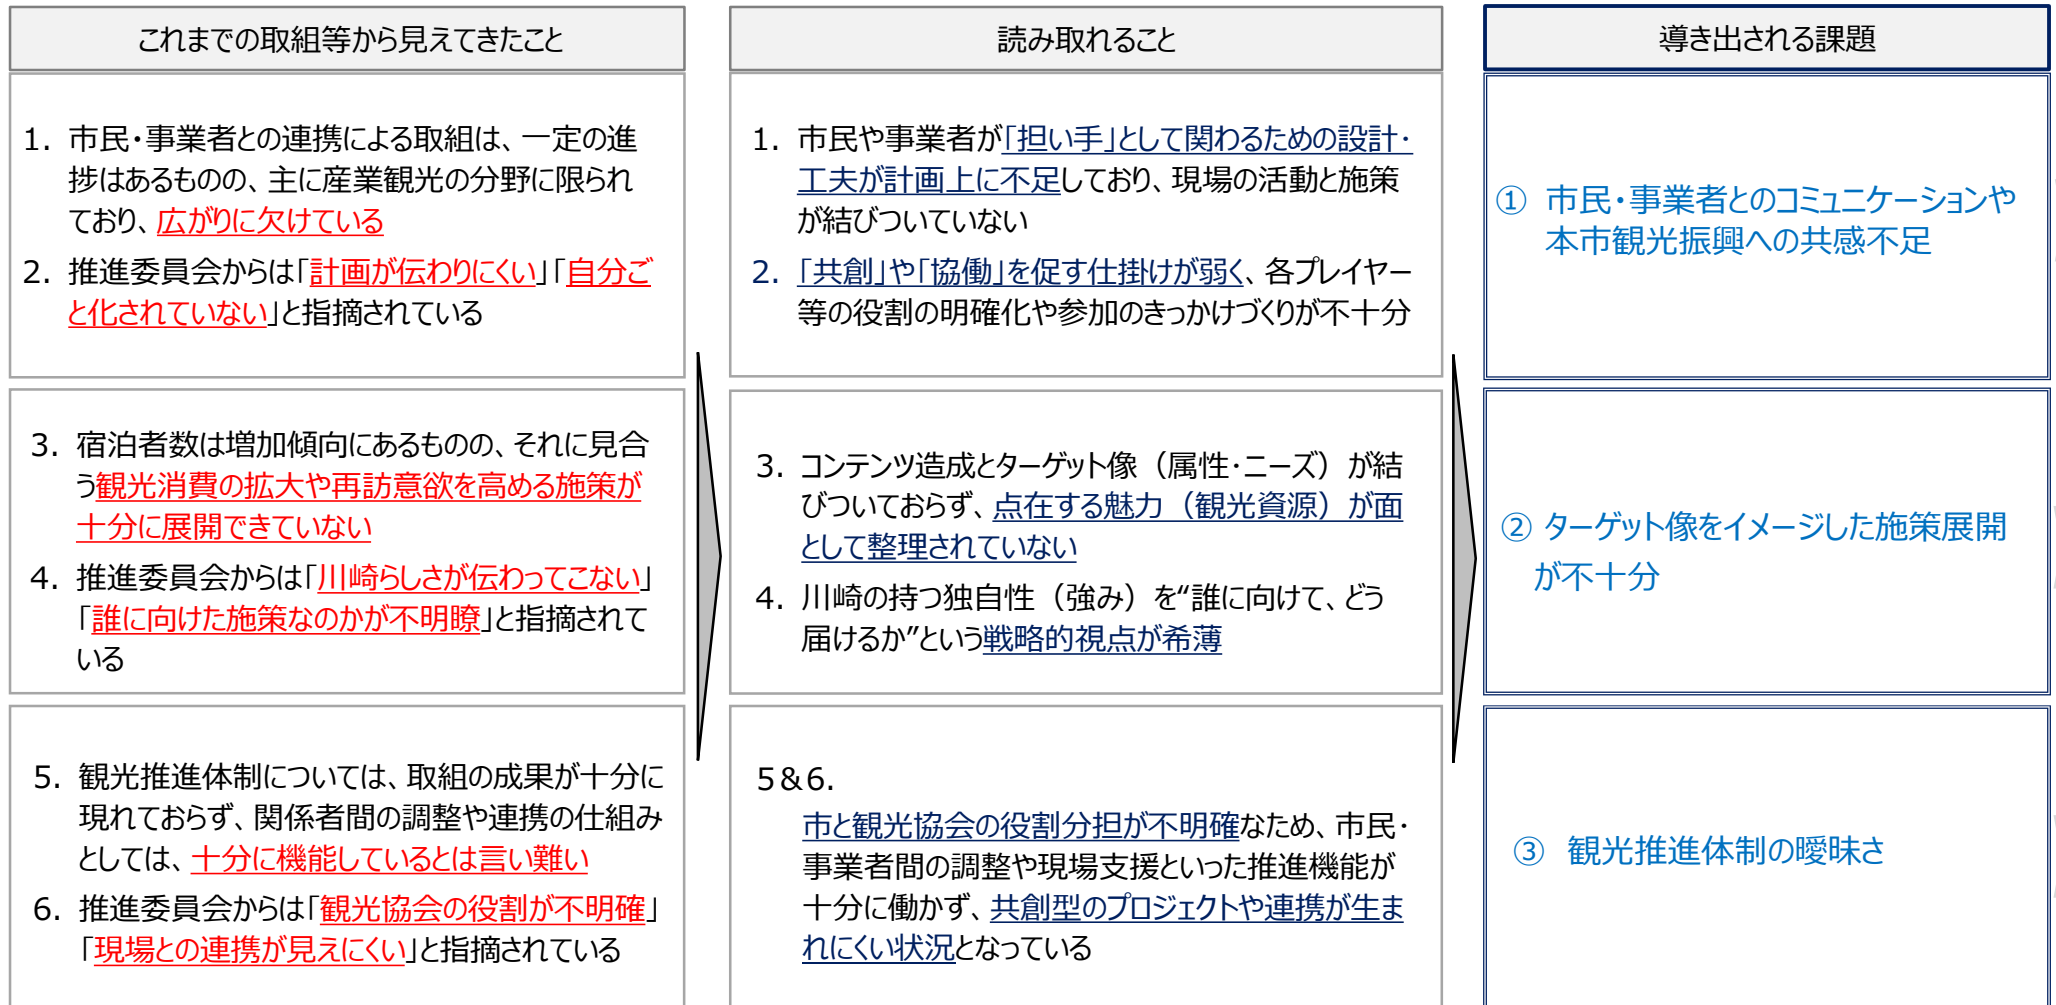 これまでの取組等から見えてきたこと
1. 市民・事業者との連携による取組は、一定の進
捗はあるものの、主に産業観光の分野に限られ
ており、広がりに欠けている
2. 推進委員会からは「計画が伝わりにくい」「自分ご
と化されていない」と指摘されている
3. 宿泊者数は増加傾向にあるものの、それに見合
う観光消費の拡大や再訪意欲を高める施策が
十分に展開できていない
4. 推進委員会からは「川崎らしさが伝わってこない」
「誰に向けた施策なのかが不明瞭」と指摘されて
いる
5. 観光推進体制については、取組の成果が十分に
現れておらず、関係者間の調整や連携の仕組み
としては、十分に機能しているとは言い難い
6. 推進委員会からは「観光協会の役割が不明確」
「現場との連携が見えにくい」と指摘されている
読み取れること
1. 市民や事業者が「担い手」として関わるための設計・
工夫が計画上に不足しており、現場の活動と施策
が結びついていない
2. 「共創」や「協働」を促す仕掛けが弱く、各プレイヤー
等の役割の明確化や参加のきっかけづくりが不十分
3. コンテンツ造成とターゲット像（属性・ニーズ）が結
びついておらず、点在する魅力（観光資源）が面
として整理されていない
4. 川崎の持つ独自性（強み）を“誰に向けて、どう
届けるか”という戦略的視点が希薄
5&6.
市と観光協会の役割分担が不明確なため、市民・
事業者間の調整や現場支援といった推進機能が
十分に働かず、共創型のプロジェクトや連携が生ま
れにくい状況となっている
導き出される課題
① 市民・事業者とのコミュニケーションや
本市観光振興への共感不足
② ターゲット像をイメージした施策展開
が不十分
③ 観光推進体制の曖昧さ